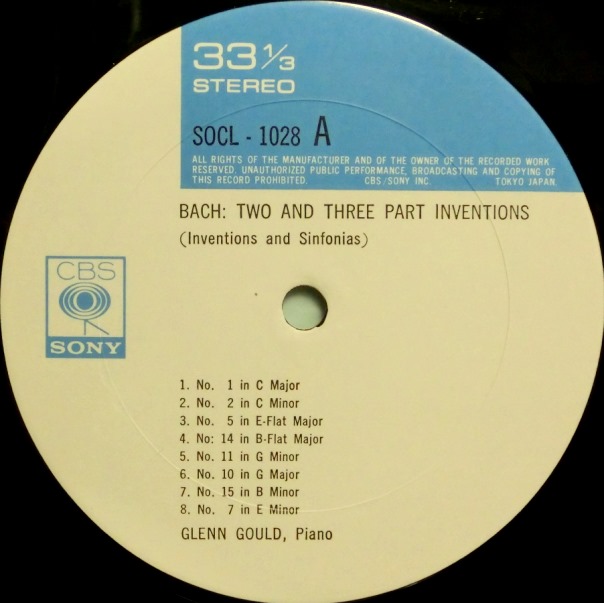 33 1/3
STEREO
SOCL - 1028 A
ALL RIGHTS OF THE MANUFACTURER AND OF THE OWNER OF THE RECORDED WORK
RESERVED. UNAUTHORIZED PUBLIC PERFORMANCE, BROADCASTING AND COPYING OF
THIS RECORD PROHIBITED. CBS/SONY INC. TOKYO JAPAN.
BACH: TWO AND THREE PART INVENTIONS
(Inventions and Sinfonias)
CBS
SONY
1. No. 1 in C Major
2. No. 2 in C Minor
3. No. 5 in E-Flat Major
4. No: 14 in B-Flat Major
5. No. 11 in G Minor
6. No. 10 in G Major
7. No. 15 in B Minor
8. No. 7 in E Minor
GLENN GOULD, Piano